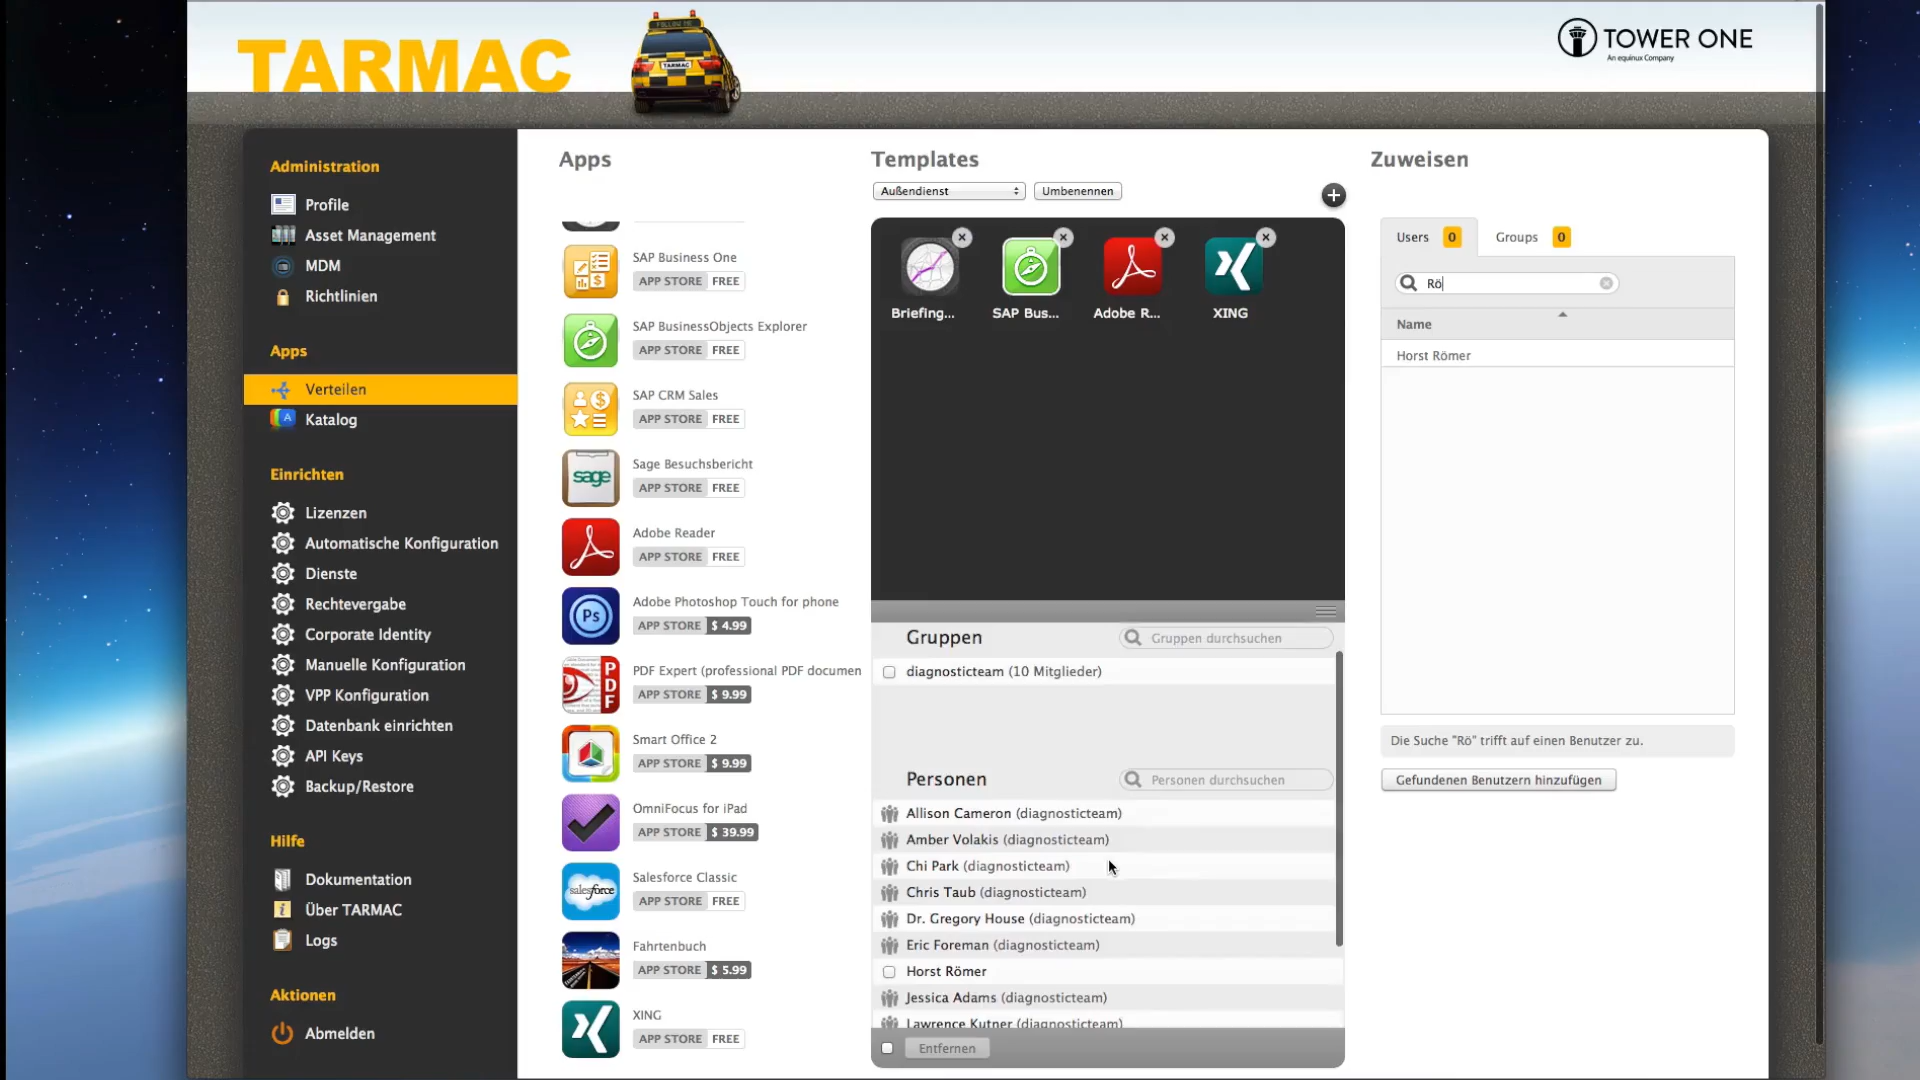 TARMAC
FOLLOW ME
TARMAC
TOWER ONE
An equinux Company
Administration
Profile
Asset Management
MDM
Richtlinien
Apps
Verteilen
Katalog
Einrichten
Lizenzen
Automatische Konfiguration
Dienste
Rechtevergabe
Corporate Identity
Manuelle Konfiguration
VPP Konfiguration
Datenbank einrichten
API Keys
Backup/Restore
Hilfe
Dokumentation
Über TARMAC
Logs
Aktionen
Abmelden
Apps
SAP Business One
APP STORE FREE
SAP BusinessObjects Explorer
APP STORE FREE
SAP CRM Sales
APP STORE FREE
sage
Sage Besuchsbericht
APP STORE FREE
Adobe Reader
APP STORE FREE
Ps
Adobe Photoshop Touch for phone
APP STORE $ 4.99
PDF
PDF Expert (professional PDF documen
APP STORE $ 9.99
Smart Office 2
APP STORE $ 9.99
OmniFocus for iPad
APP STORE $ 39.99
salesforce
Salesforce Classic
APP STORE FREE
Fahrtenbuch
APP STORE $ 5.99
XING
APP STORE FREE
Templates
Außendienst
Umbenennen
Briefing...
SAP Bus...
Adobe R...
XING
Gruppen
Gruppen durchsuchen
diagnosticteam (10 Mitglieder)
Personen
Personen durchsuchen
Allison Cameron (diagnosticteam)
Amber Volakis (diagnosticteam)
Chi Park (diagnosticteam)
Chris Taub (diagnosticteam)
Dr. Gregory House (diagnosticteam)
Eric Foreman (diagnosticteam)
Horst Römer
Jessica Adams (diagnosticteam)
Lawrence Kutner (diagnosticteam)
Entfernen
Zuweisen
Users 0
Groups 0
Rö
Name
Horst Römer
Die Suche "Rö" trifft auf einen Benutzer zu.
Gefundenen Benutzern hinzufügen